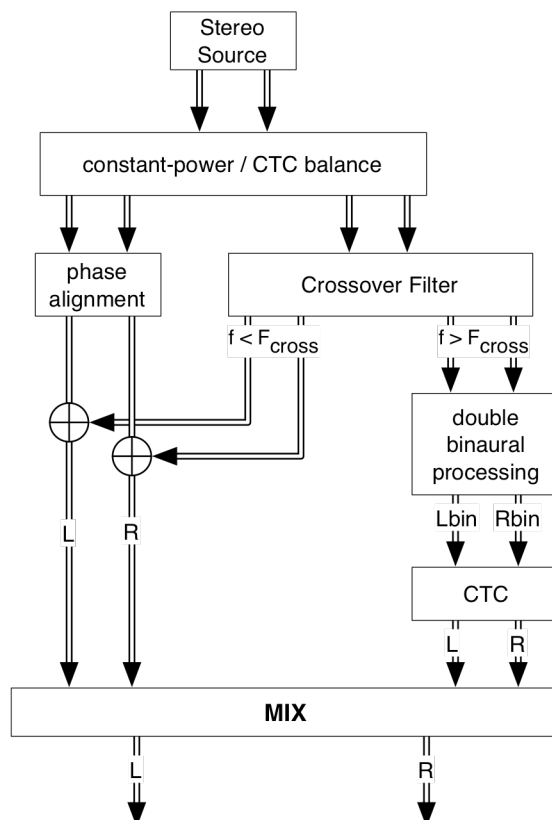 Stereo
Source
constant-power / CTC balance
phase
alignment
Crossover Filter
f < Fcross
f > Fcross
double
binaural
processing
L
R
Lbin
Rbin
CTC
L
R
MIX
L
R